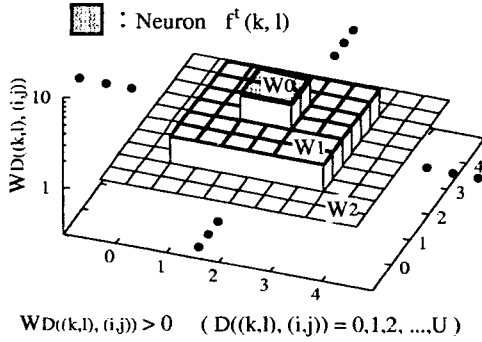 : Neuron f^t(k, l)
W0
10
W1
1
W2
WD((k,l), (i,j))
0 1 2 3 4
0 1 2 3 4
WD((k,l), (i,j)) > 0 ( D((k,l), (i,j)) = 0,1,2, ...,U )